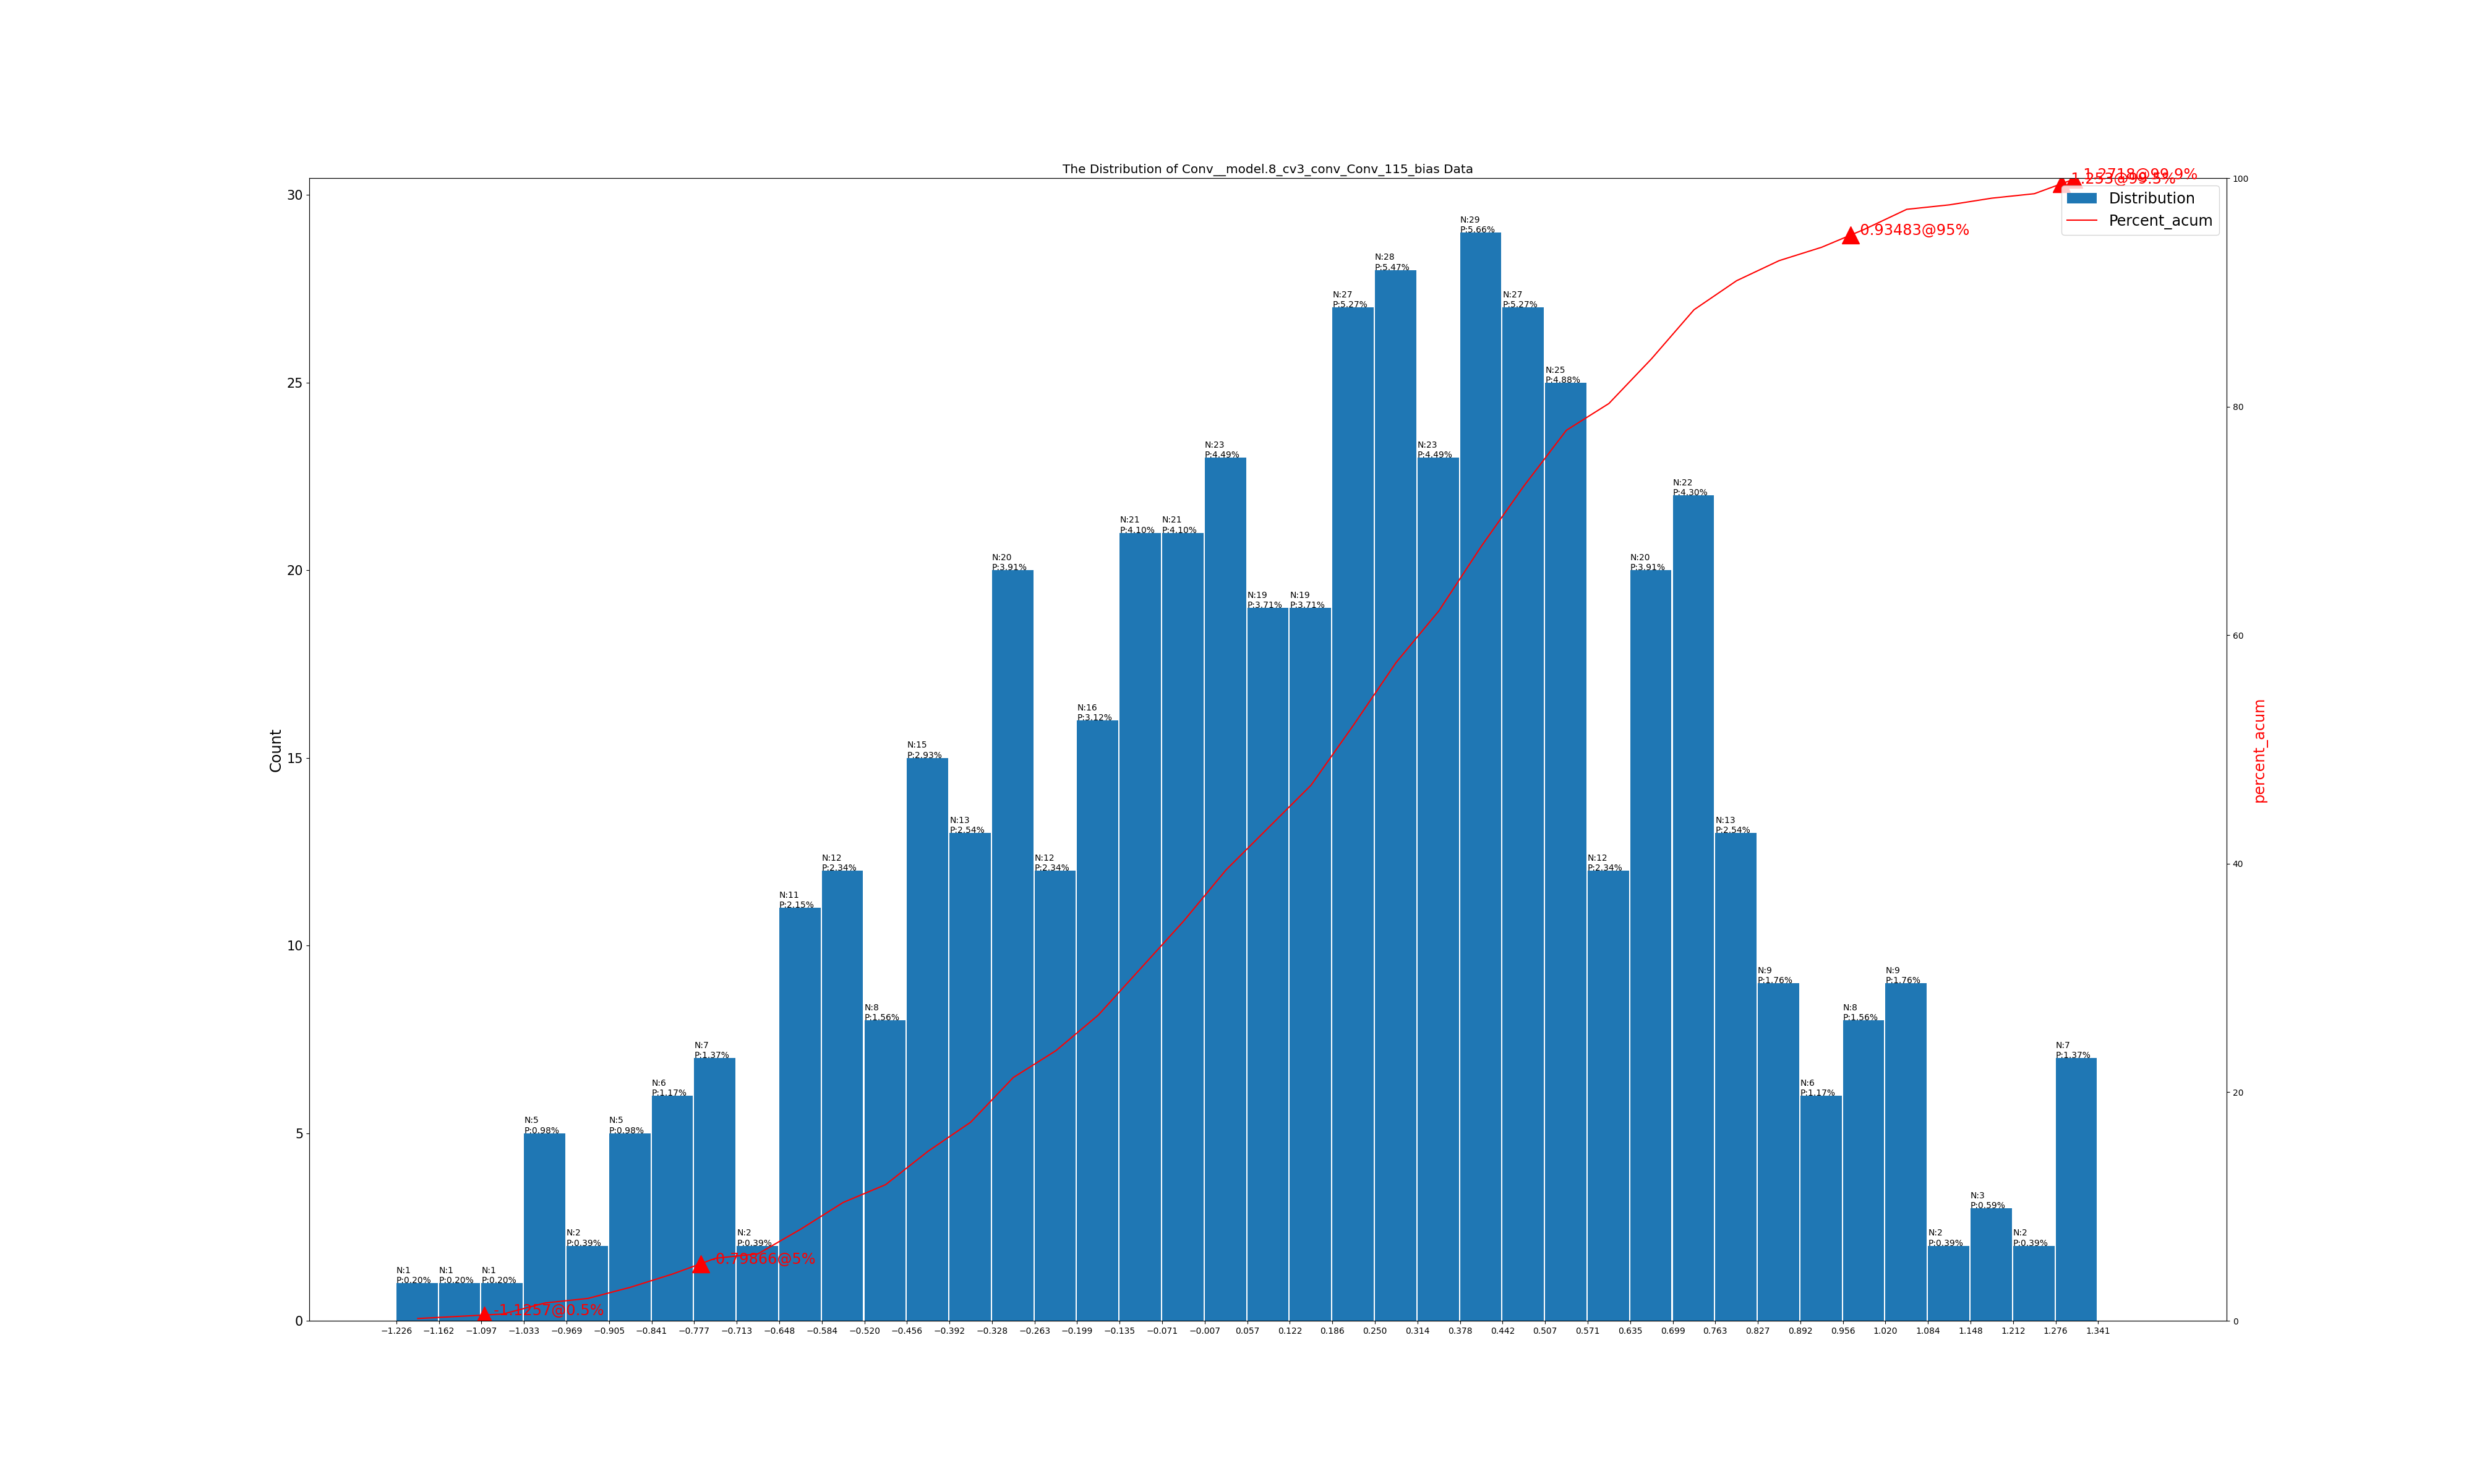 The Distribution of Conv__model.8_cv3_conv_Conv_115_bias Data
1.2718@99.9%
1.253@99.5%
0.93483@95%
Distribution
Percent_acum
30
25
20
15
10
5
0
Count
100
80
60
40
20
0
percent_acum
N:1
P:0.20%
N:1
P:0.20%
N:1
P:0.20%
N:5
P:0.98%
N:2
P:0.39%
N:5
P:0.98%
N:6
P:1.17%
N:7
P:1.37%
N:2
P:0.39%
N:11
P:2.15%
N:12
P:2.34%
N:8
P:1.56%
N:15
P:2.93%
N:13
P:2.54%
N:20
P:3.91%
N:12
P:2.34%
N:16
P:3.12%
N:21
P:4.10%
N:21
P:4.10%
N:23
P:4.49%
N:19
P:3.71%
N:19
P:3.71%
N:27
P:5.27%
N:28
P:5.47%
N:23
P:4.49%
N:29
P:5.66%
N:27
P:5.27%
N:25
P:4.88%
N:12
P:2.34%
N:20
P:3.91%
N:22
P:4.30%
N:13
P:2.54%
N:9
P:1.76%
N:6
P:1.17%
N:8
P:1.56%
N:9
P:1.76%
N:2
P:0.39%
N:3
P:0.59%
N:2
P:0.39%
N:7
P:1.37%
-0.79866@5%
-1.1257@0.5%
−1.226 −1.162 −1.097 −1.033 −0.969 −0.905 −0.841 −0.777 −0.713 −0.648 −0.584 −0.520 −0.456 −0.392 −0.328 −0.263 −0.199 −0.135 −0.071 −0.007 0.057 0.122 0.186 0.250 0.314 0.378 0.442 0.507 0.571 0.635 0.699 0.763 0.827 0.892 0.956 1.020 1.084 1.148 1.212 1.276 1.341